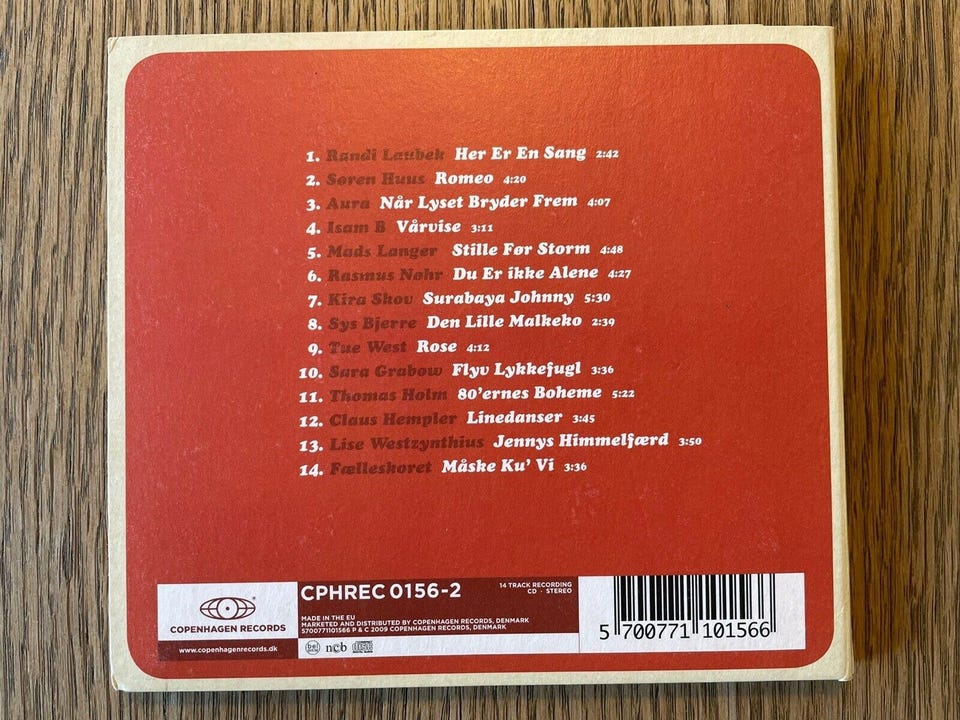 1. Randi Laubek Her Er En Sang 2:42
2. Søren Huus Romeo 4:20
3. Aura Når Lyset Bryder Frem 4:07
4. Isam B Vårvise 3:11
5. Mads Langer Stille Før Storm 4:48
6. Rasmus Nøhr Du Er ikke Alene 4:27
7. Kira Skov Surabaya Johnny 5:30
8. Sys Bjerre Den Lille Malkeko 2:39
9. Tue West Rose 4:12
10. Sara Grabow Flyv Lykkefugl 3:36
11. Thomas Holm 80'ernes Boheme 5:22
12. Claus Hempler Linedanser 3:45
13. Lise Westzynthius Jennys Himmelfærd 3:50
14. Fælleskoret Måske Ku' Vi 3:36
COPENHAGEN RECORDS
www.copenhagenrecords.dk
CPHREC 0156-2
14 TRACK RECORDING
CD · STEREO
MADE IN THE EU
MARKETED AND DISTRIBUTED BY COPENHAGEN RECORDS, DENMARK
5700771101566 P & C 2009 COPENHAGEN RECORDS, DENMARK
ncb
5 700771 101566